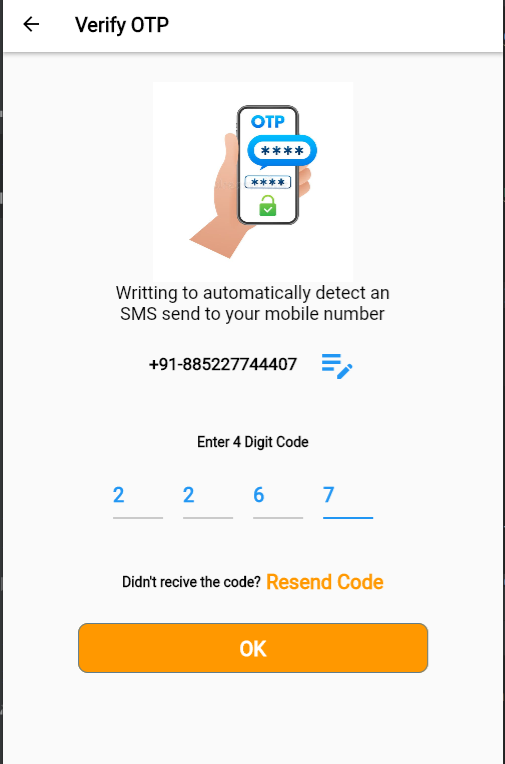 Verify OTP
OTP
****
****
Writting to automatically detect an
SMS send to your mobile number
+91-885227744407
Enter 4 Digit Code
2 2 6 7
Didn't recive the code? Resend Code
OK